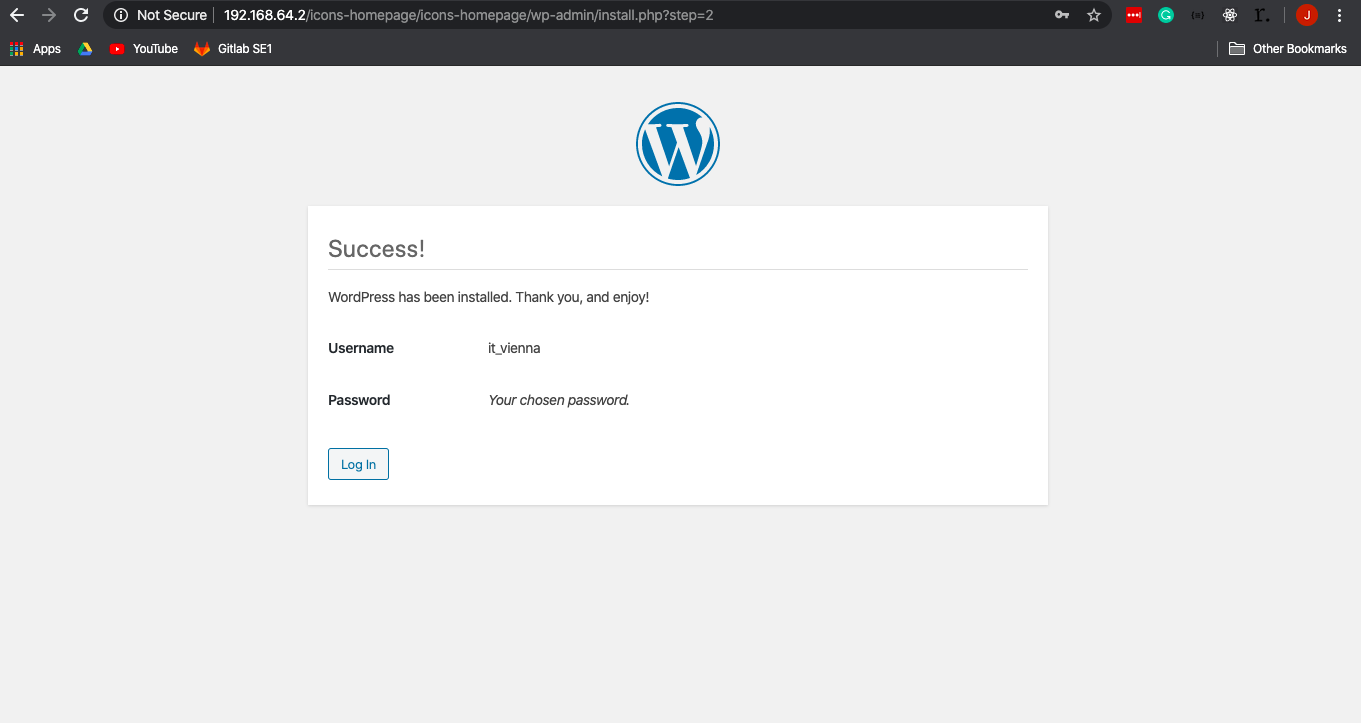 Not Secure 192.168.64.2/icons-homepage/icons-homepage/wp-admin/install.php?step=2
J
Apps YouTube Gitlab SE1 Other Bookmarks
W
Success!
WordPress has been installed. Thank you, and enjoy!
Username it_vienna
Password Your chosen password.
Log In